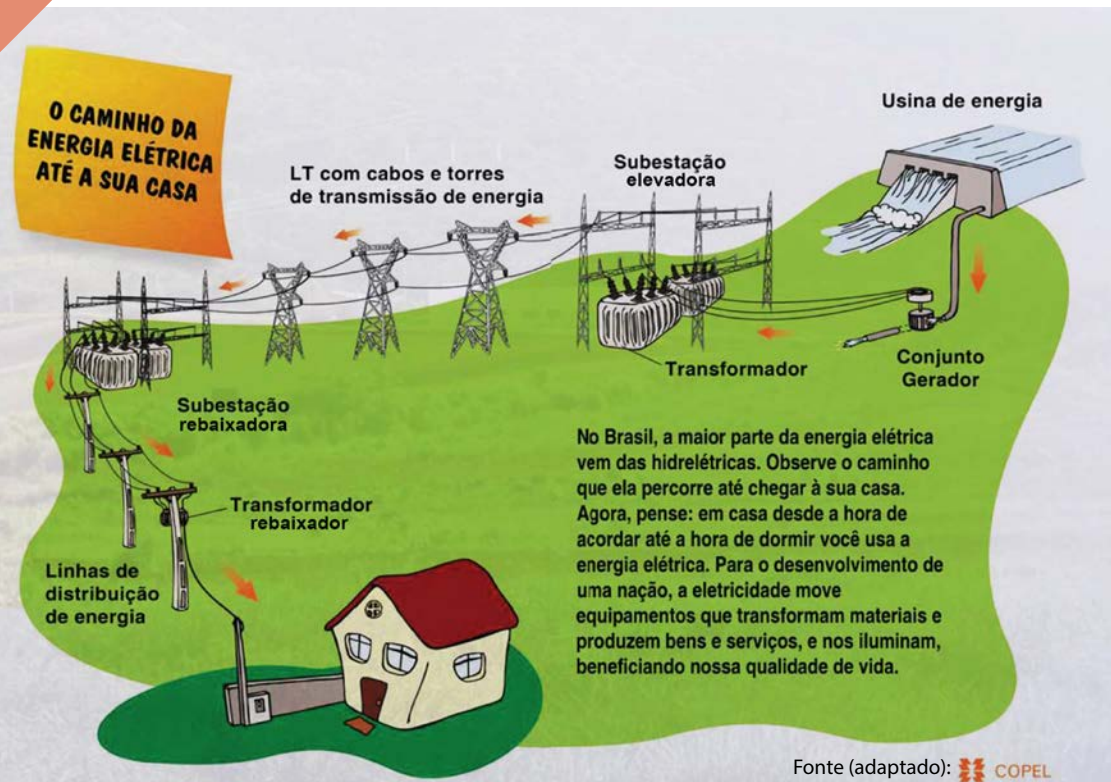 O CAMINHO DA
ENERGIA ELÉTRICA
ATÉ A SUA CASA
Usina de energia
Subestação
elevadora
LT com cabos e torres
de transmissão de energia
Transformador
Conjunto
Gerador
Subestação
rebaixadora
Transformador
rebaixador
Linhas de
distribuição
de energia
No Brasil, a maior parte da energia elétrica
vem das hidrelétricas. Observe o caminho
que ela percorre até chegar à sua casa.
Agora, pense: em casa desde a hora de
acordar até a hora de dormir você usa a
energia elétrica. Para o desenvolvimento de
uma nação, a eletricidade move
equipamentos que transformam materiais e
produzem bens e serviços, e nos iluminam,
beneficiando nossa qualidade de vida.
Fonte (adaptado): COPEL